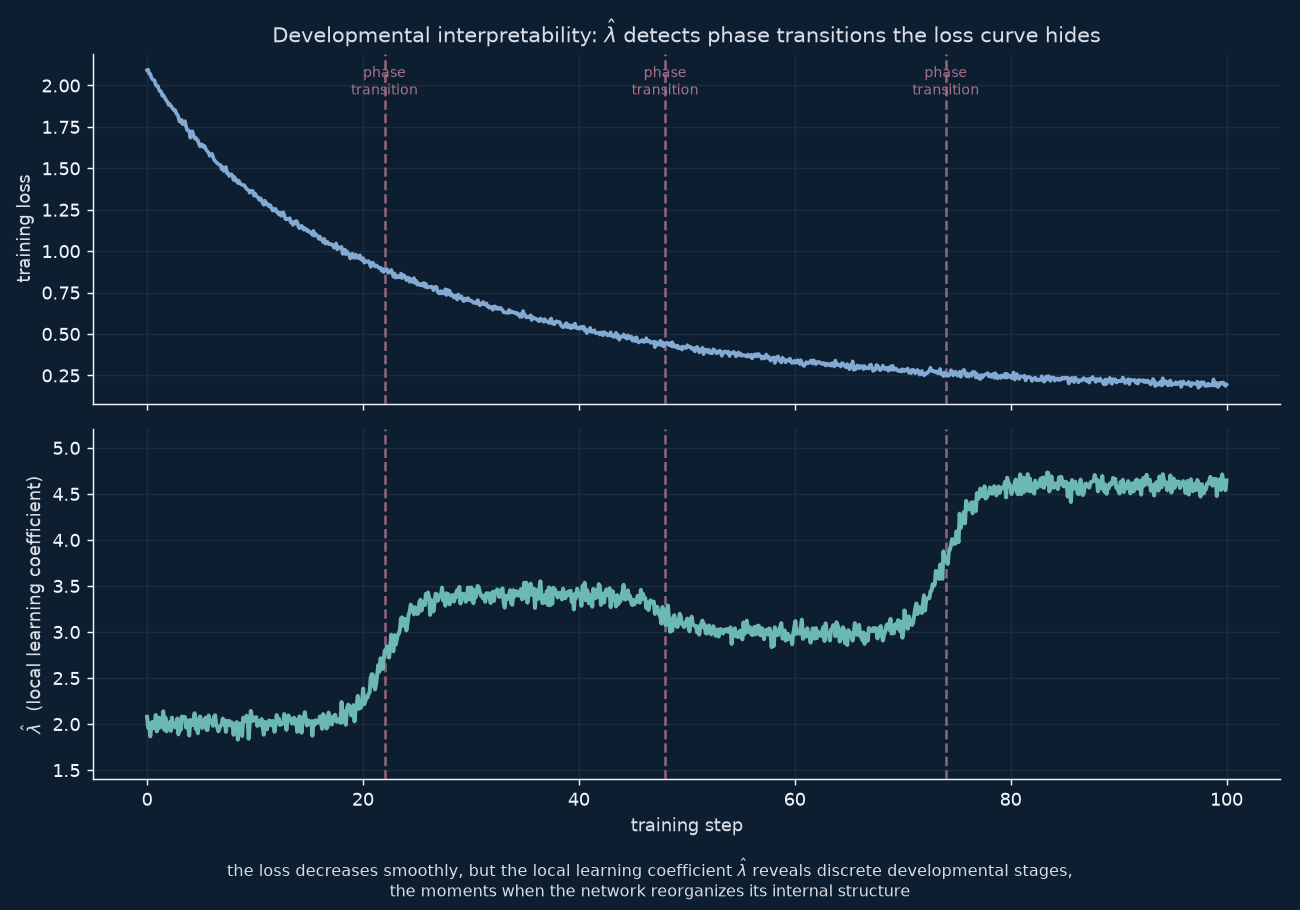 Developmental interpretability: λ̂ detects phase transitions the loss curve hides
phase
transition
phase
transition
phase
transition
training loss
2.00
1.75
1.50
1.25
1.00
0.75
0.50
0.25
λ̂ (local learning coefficient)
5.0
4.5
4.0
3.5
3.0
2.5
2.0
1.5
0 20 40 60 80 100
training step
the loss decreases smoothly, but the local learning coefficient λ̂ reveals discrete developmental stages,
the moments when the network reorganizes its internal structure